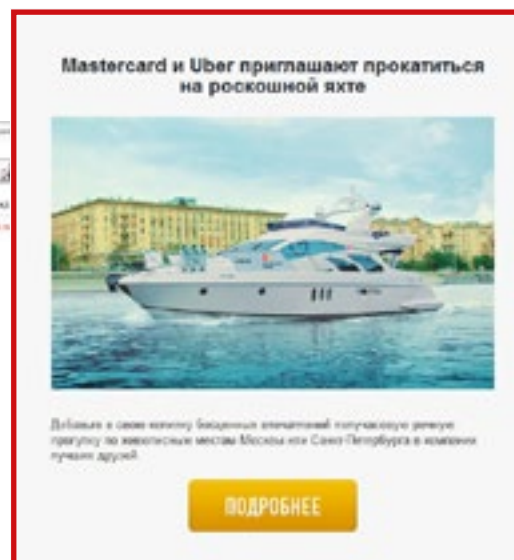 Mastercard и Uber приглашают прокатиться
на роскошной яхте
Добавьте в свою копилку бесценных впечатлений получасовую речную
прогулку по живописным местам Москвы или Санкт-Петербурга в компании
лучших друзей.
ПОДРОБНЕЕ